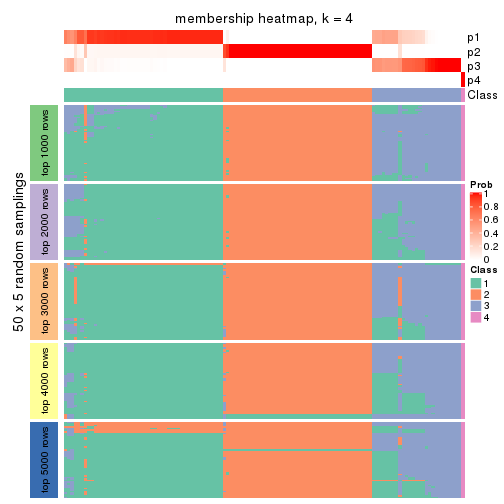 membership heatmap, k = 4
p1
p2
p3
p4
Class
50 x 5 random samplings
top 1000 rows
top 2000 rows
top 3000 rows
top 4000 rows
top 5000 rows
Prob
1
0.8
0.6
0.4
0.2
0
Class
1
2
3
4